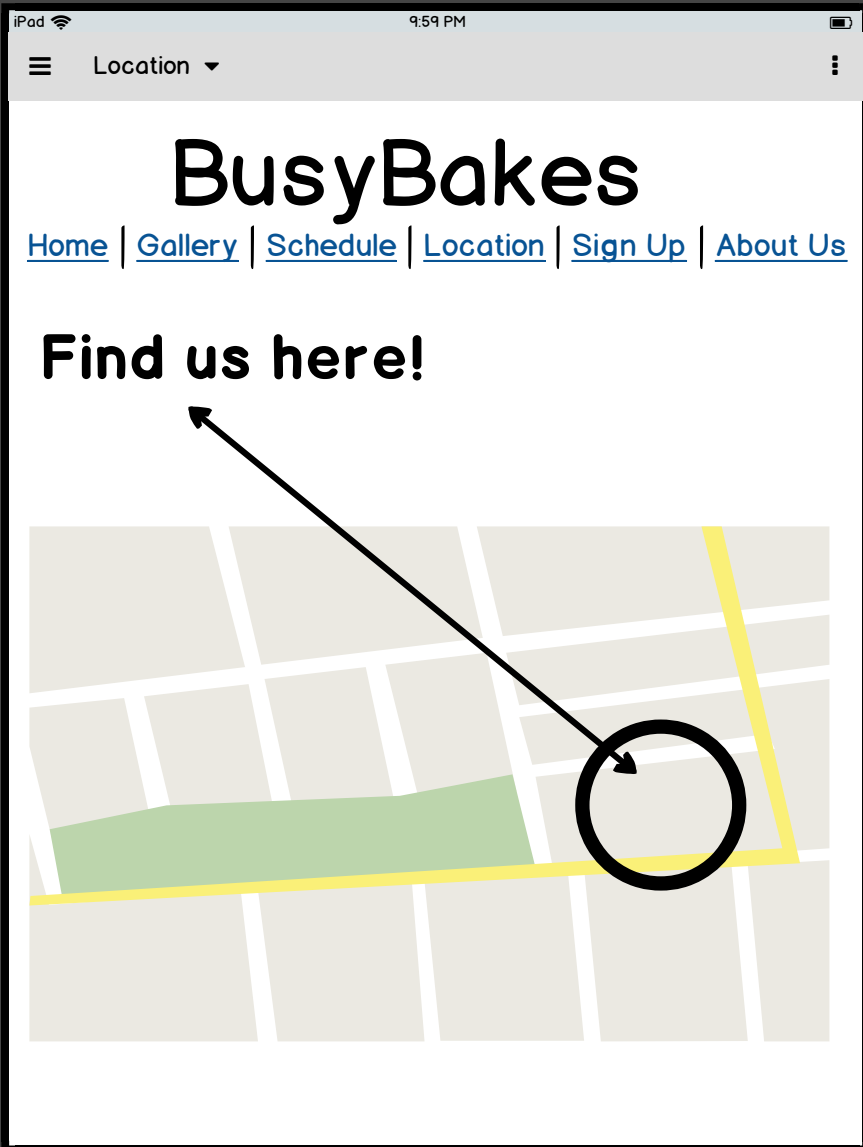 iPad 9:59 PM
Location
BusyBakes
Home | Gallery | Schedule | Location | Sign Up | About Us
Find us here!